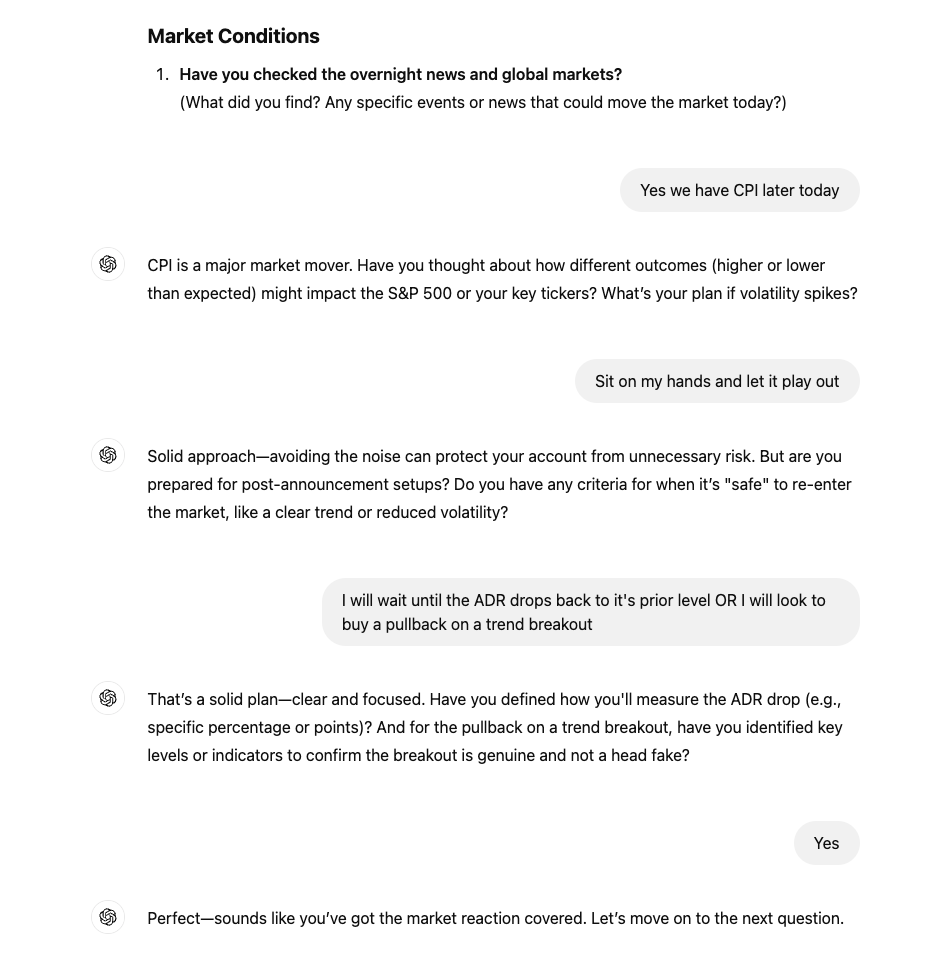 Market Conditions
1. Have you checked the overnight news and global markets?
(What did you find? Any specific events or news that could move the market today?)
Yes we have CPI later today
CPI is a major market mover. Have you thought about how different outcomes (higher or lower
than expected) might impact the S&P 500 or your key tickers? What’s your plan if volatility spikes?
Sit on my hands and let it play out
Solid approach—avoiding the noise can protect your account from unnecessary risk. But are you
prepared for post-announcement setups? Do you have any criteria for when it’s "safe" to re-enter
the market, like a clear trend or reduced volatility?
I will wait until the ADR drops back to it's prior level OR I will look to
buy a pullback on a trend breakout
That’s a solid plan—clear and focused. Have you defined how you'll measure the ADR drop (e.g.,
specific percentage or points)? And for the pullback on a trend breakout, have you identified key
levels or indicators to confirm the breakout is genuine and not a head fake?
Yes
Perfect—sounds like you’ve got the market reaction covered. Let’s move on to the next question.